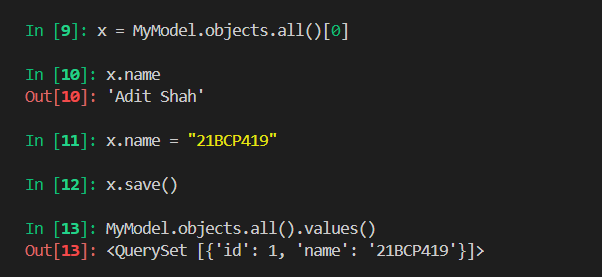 In [9]: x = MyModel.objects.all()[0]
In [10]: x.name
Out[10]: 'Adit Shah'
In [11]: x.name = "21BCP419"
In [12]: x.save()
In [13]: MyModel.objects.all().values()
Out[13]: <QuerySet [{'id': 1, 'name': '21BCP419'}]>